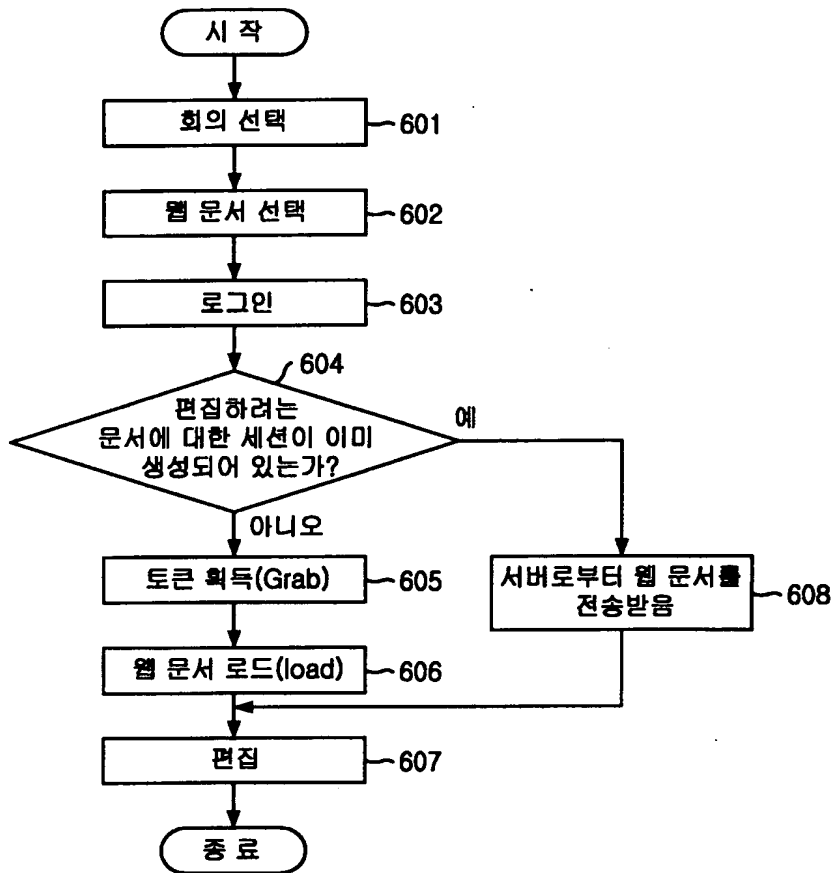 시 작
회의 선택
601
웹 문서 선택
602
로그인
603
604
편집하려는
문서에 대한 세션이 이미
생성되어 있는가?
예
아니오
토큰 획득(Grab)
605
서버로부터 웹 문서를
전송받음
608
웹 문서 로드(load)
606
편집
607
종 료